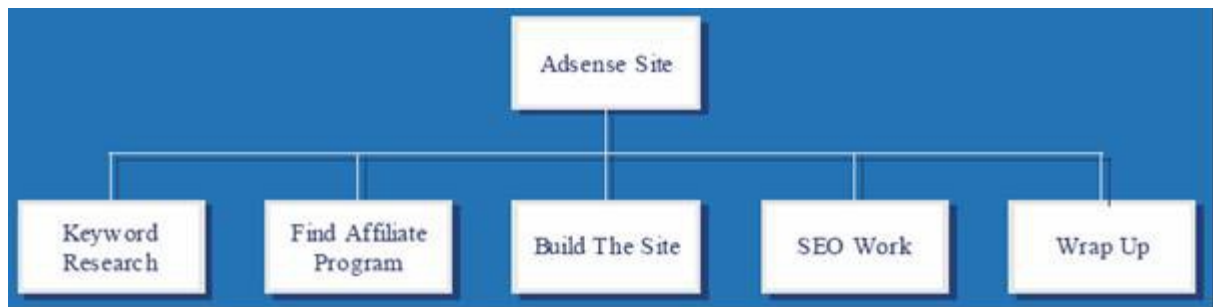 Adsense Site
Keyword
Research
Find Affiliate
Program
Build The Site
SEO Work
Wrap Up